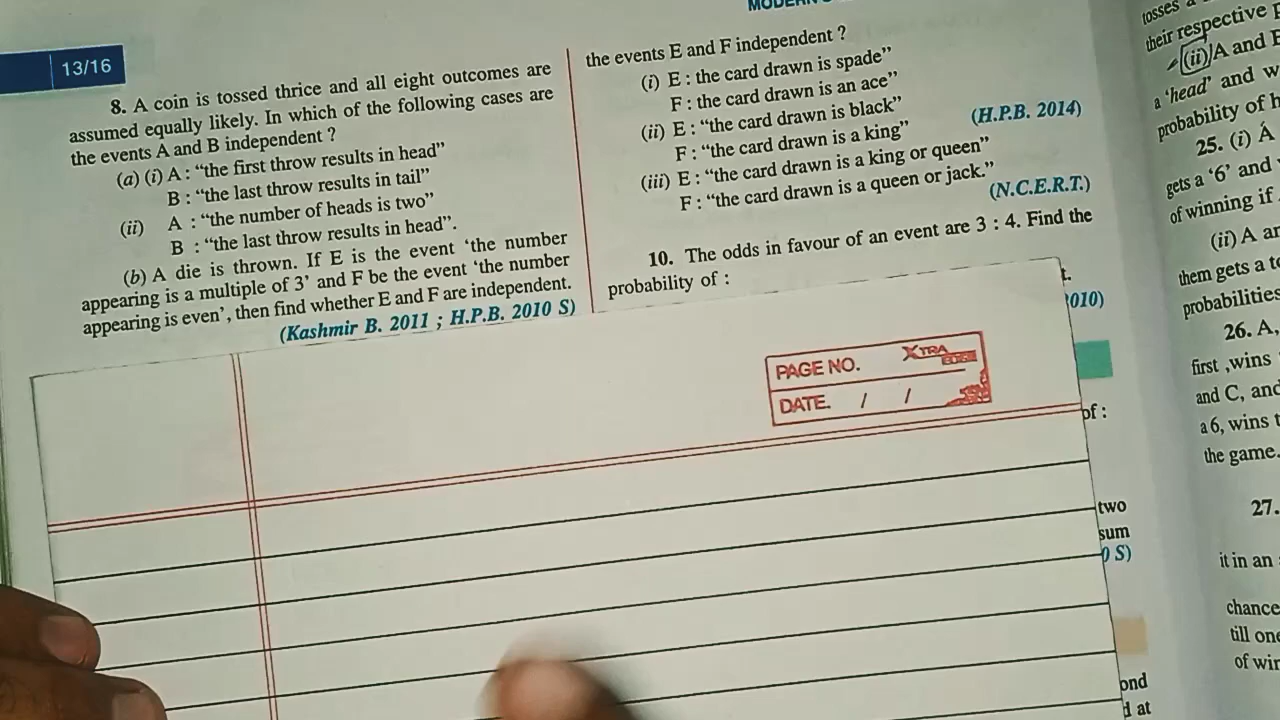 13/16
8. A coin is tossed thrice and all eight outcomes are
assumed equally likely. In which of the following cases are
the events A and B independent ?
(a) (i) A : “the first throw results in head”
B : “the last throw results in tail”
(ii) A : “the number of heads is two”
B : “the last throw results in head”.
(b) A die is thrown. If E is the event ‘the number
appearing is a multiple of 3’ and F be the event ‘the number
appearing is even’, then find whether E and F are independent.
(Kashmir B. 2011 ; H.P.B. 2010 S)
the events E and F independent ?
(i) E : the card drawn is spade”
F : the card drawn is an ace”
(ii) E : “the card drawn is black”
F : “the card drawn is a king”
(H.P.B. 2014)
(iii) E : “the card drawn is a king or queen”
F : “the card drawn is a queen or jack.”
(N.C.E.R.T.)
10. The odds in favour of an event are 3 : 4. Find the
probability of :
t.
2010)
PAGE NO. XTRA
DATE. / /
of :
two
sum
0 S)
ond
d at
tosses a
their respective p
(ii) A and B
a ‘head’ and w
probability of h
25. (i) A
gets a ‘6’ and
of winning if
(ii) A an
them gets a to
probabilities
26. A,
first ,wins
and C, and
a 6, wins t
the game.
27.
it in an
chance
till one
of win